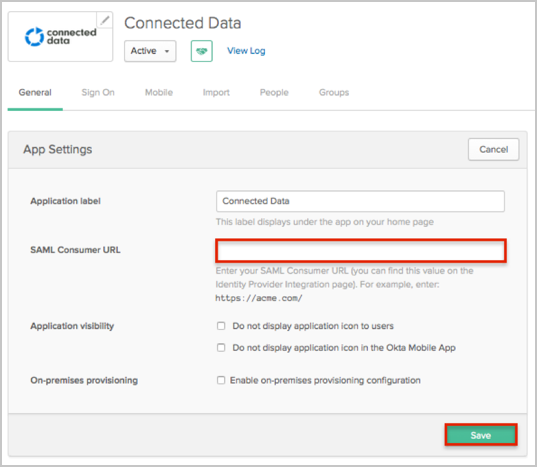 connected
data
Connected Data
Active
View Log
General Sign On Mobile Import People Groups
App Settings
Cancel
Application label
Connected Data
This label displays under the app on your home page
SAML Consumer URL
Enter your SAML Consumer URL (you can find this value on the
Identity Provider Integration page). For example, enter:
https://acme.com/
Application visibility
Do not display application icon to users
Do not display application icon in the Okta Mobile App
On-premises provisioning
Enable on-premises provisioning configuration
Save